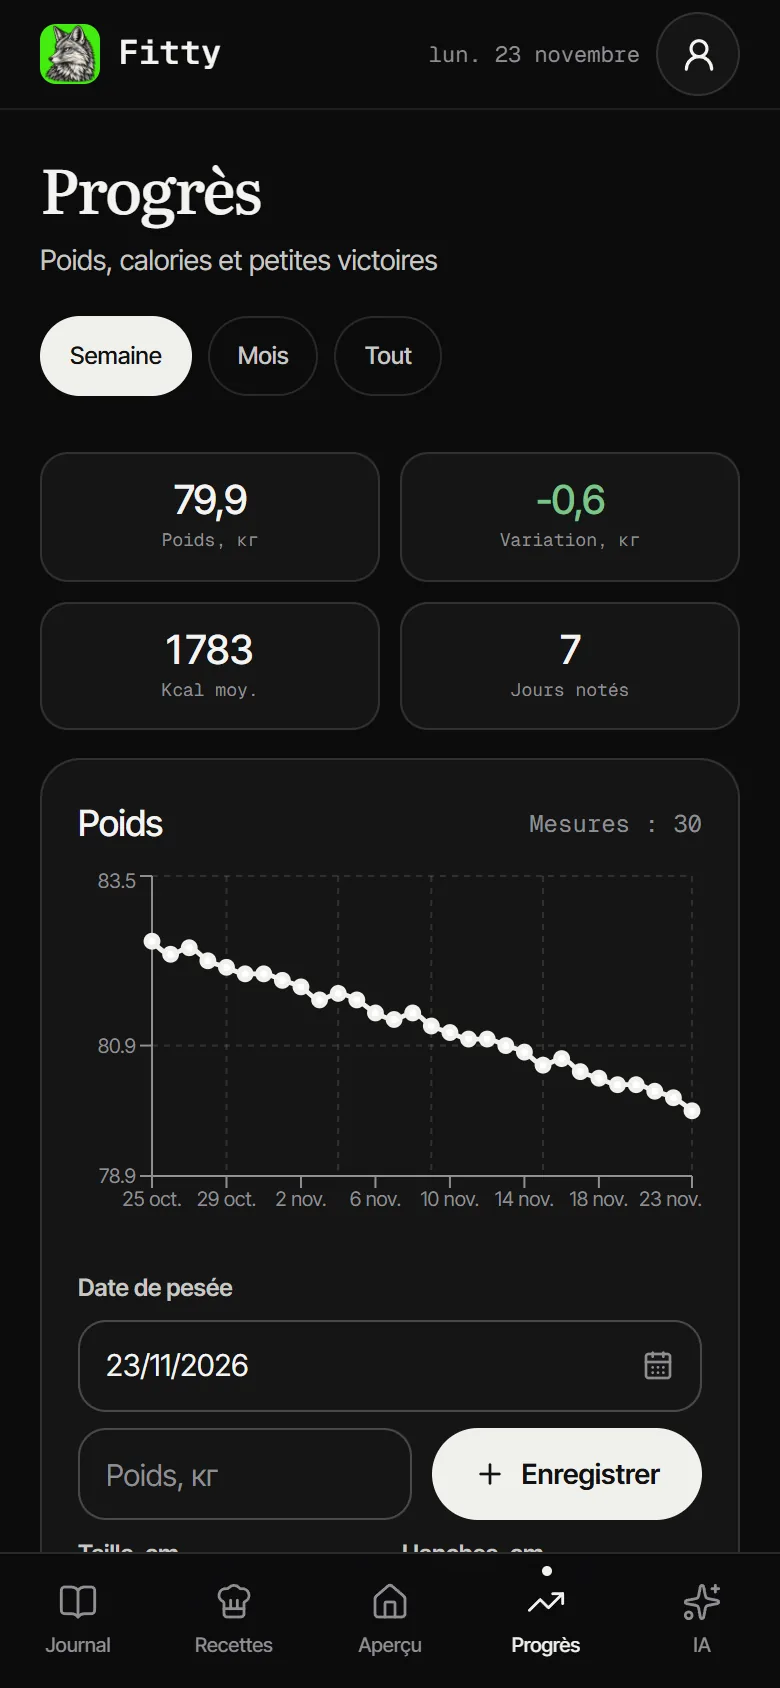 Fitty
lun. 23 novembre
Progrès
Poids, calories et petites victoires
Semaine
Mois
Tout
79,9
Poids, кг
-0,6
Variation, кг
1783
Kcal moy.
7
Jours notés
Poids
Mesures : 30
83.5
80.9
78.9
25 oct. 29 oct. 2 nov. 6 nov. 10 nov. 14 nov. 18 nov. 23 nov.
Date de pesée
23/11/2026
Poids, кг
+ Enregistrer
Journal
Recettes
Aperçu
Progrès
IA